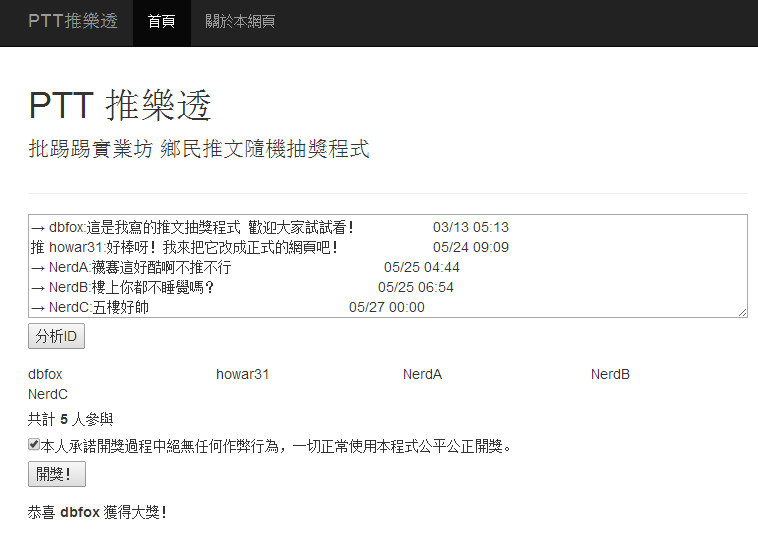 PTT推樂透 首頁 關於本網頁
PTT 推樂透
批踢踢實業坊 鄉民推文隨機抽獎程式
→ dbfox:這是我寫的推文抽獎程式 歡迎大家試試看! 03/13 05:13
推 howar31:好棒呀! 我來把它改成正式的網頁吧! 05/24 09:09
→ NerdA:襪塞這好酷啊不推不行 05/25 04:44
→ NerdB:樓上你都不睡覺嗎? 05/25 06:54
→ NerdC:五樓好帥 05/27 00:00
分析ID
dbfox howar31 NerdA NerdB
NerdC
共計 5 人參與
本人承諾開獎過程中絕無任何作弊行為，一切正常使用本程式公平公正開獎。
開獎!
恭喜 dbfox 獲得大獎!